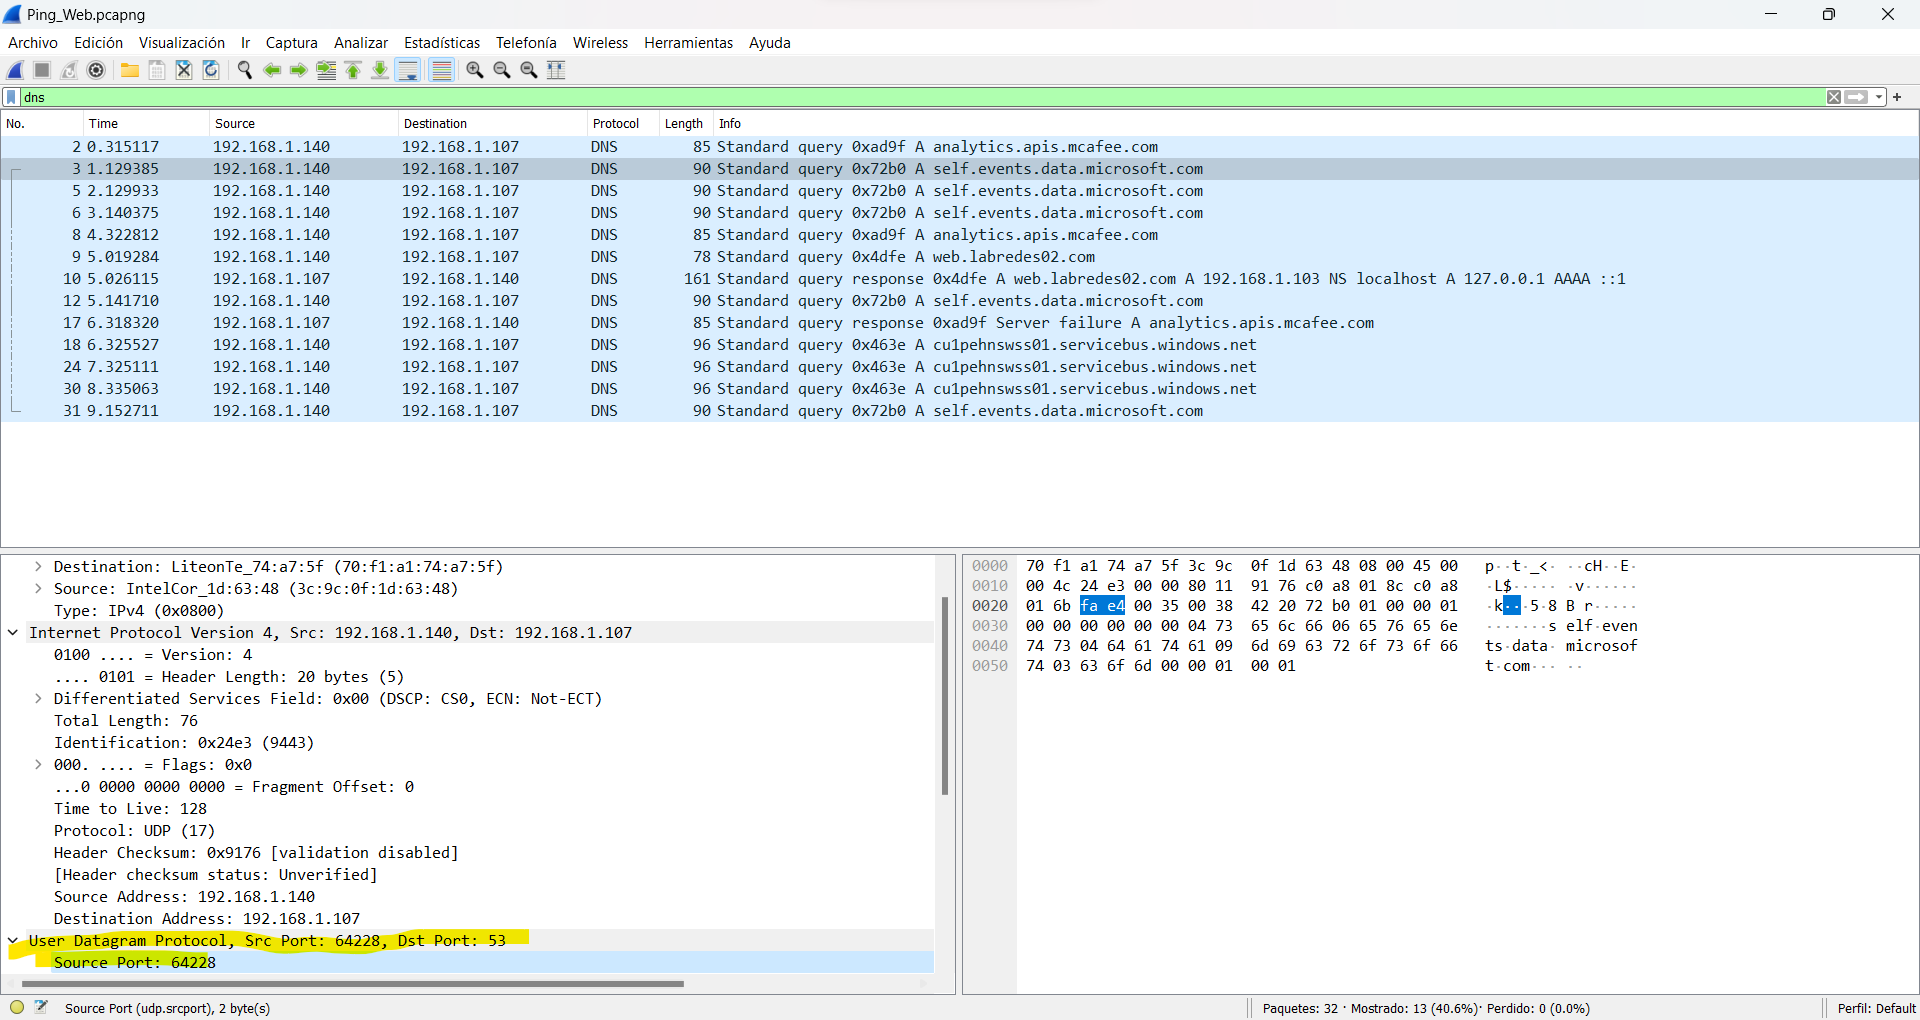 Ping_Web.pcapng
Archivo Edición Visualización Ir Captura Analizar Estadísticas Telefonía Wireless Herramientas Ayuda
dns
No. Time Source Destination Protocol Length Info
2 0.315117 192.168.1.140 192.168.1.107 DNS 85 Standard query 0xad9f A analytics.apis.mcafee.com
3 1.129385 192.168.1.140 192.168.1.107 DNS 90 Standard query 0x72b0 A self.events.data.microsoft.com
5 2.129933 192.168.1.140 192.168.1.107 DNS 90 Standard query 0x72b0 A self.events.data.microsoft.com
6 3.140375 192.168.1.140 192.168.1.107 DNS 90 Standard query 0x72b0 A self.events.data.microsoft.com
8 4.322812 192.168.1.140 192.168.1.107 DNS 85 Standard query 0xad9f A analytics.apis.mcafee.com
9 5.019284 192.168.1.140 192.168.1.107 DNS 78 Standard query 0x4dfe A web.labredes02.com
10 5.026115 192.168.1.107 192.168.1.140 DNS 161 Standard query response 0x4dfe A web.labredes02.com A 192.168.1.103 NS localhost A 127.0.0.1 AAAA ::1
12 5.141710 192.168.1.140 192.168.1.107 DNS 90 Standard query 0x72b0 A self.events.data.microsoft.com
17 6.318320 192.168.1.107 192.168.1.140 DNS 85 Standard query response 0xad9f Server failure A analytics.apis.mcafee.com
18 6.325527 192.168.1.140 192.168.1.107 DNS 96 Standard query 0x463e A cu1pehnswss01.servicebus.windows.net
24 7.325111 192.168.1.140 192.168.1.107 DNS 96 Standard query 0x463e A cu1pehnswss01.servicebus.windows.net
30 8.335063 192.168.1.140 192.168.1.107 DNS 96 Standard query 0x463e A cu1pehnswss01.servicebus.windows.net
31 9.152711 192.168.1.140 192.168.1.107 DNS 90 Standard query 0x72b0 A self.events.data.microsoft.com
Destination: LiteonTe_74:a7:5f (70:f1:a1:74:a7:5f)
Source: IntelCor_1d:63:48 (3c:9c:0f:1d:63:48)
Type: IPv4 (0x0800)
Internet Protocol Version 4, Src: 192.168.1.140, Dst: 192.168.1.107
0100 .... = Version: 4
.... 0101 = Header Length: 20 bytes (5)
Differentiated Services Field: 0x00 (DSCP: CS0, ECN: Not-ECT)
Total Length: 76
Identification: 0x24e3 (9443)
000. .... = Flags: 0x0
...0 0000 0000 0000 = Fragment Offset: 0
Time to Live: 128
Protocol: UDP (17)
Header Checksum: 0x9176 [validation disabled]
[Header checksum status: Unverified]
Source Address: 192.168.1.140
Destination Address: 192.168.1.107
User Datagram Protocol, Src Port: 64228, Dst Port: 53
Source Port: 64228
0000 70 f1 a1 74 a7 5f 3c 9c 0f 1d 63 48 08 00 45 00 p··t·_<· ··cH··E·
0010 00 4c 24 e3 00 00 80 11 91 76 c0 a8 01 8c c0 a8 ·L$····· ·v······
0020 01 6b fa e4 00 35 00 38 42 20 72 b0 01 00 00 01 ·k···5·8 B r·····
0030 00 00 00 00 00 00 04 73 65 6c 66 06 65 76 65 6e ·······s elf·even
0040 74 73 04 64 61 74 61 09 6d 69 63 72 6f 73 6f 66 ts·data· microsof
0050 74 03 63 6f 6d 00 00 01 00 01 t·com··· ··
Source Port (udp.srcport), 2 byte(s)
Paquetes: 32 · Mostrado: 13 (40.6%)· Perdido: 0 (0.0%)
Perfil: Default